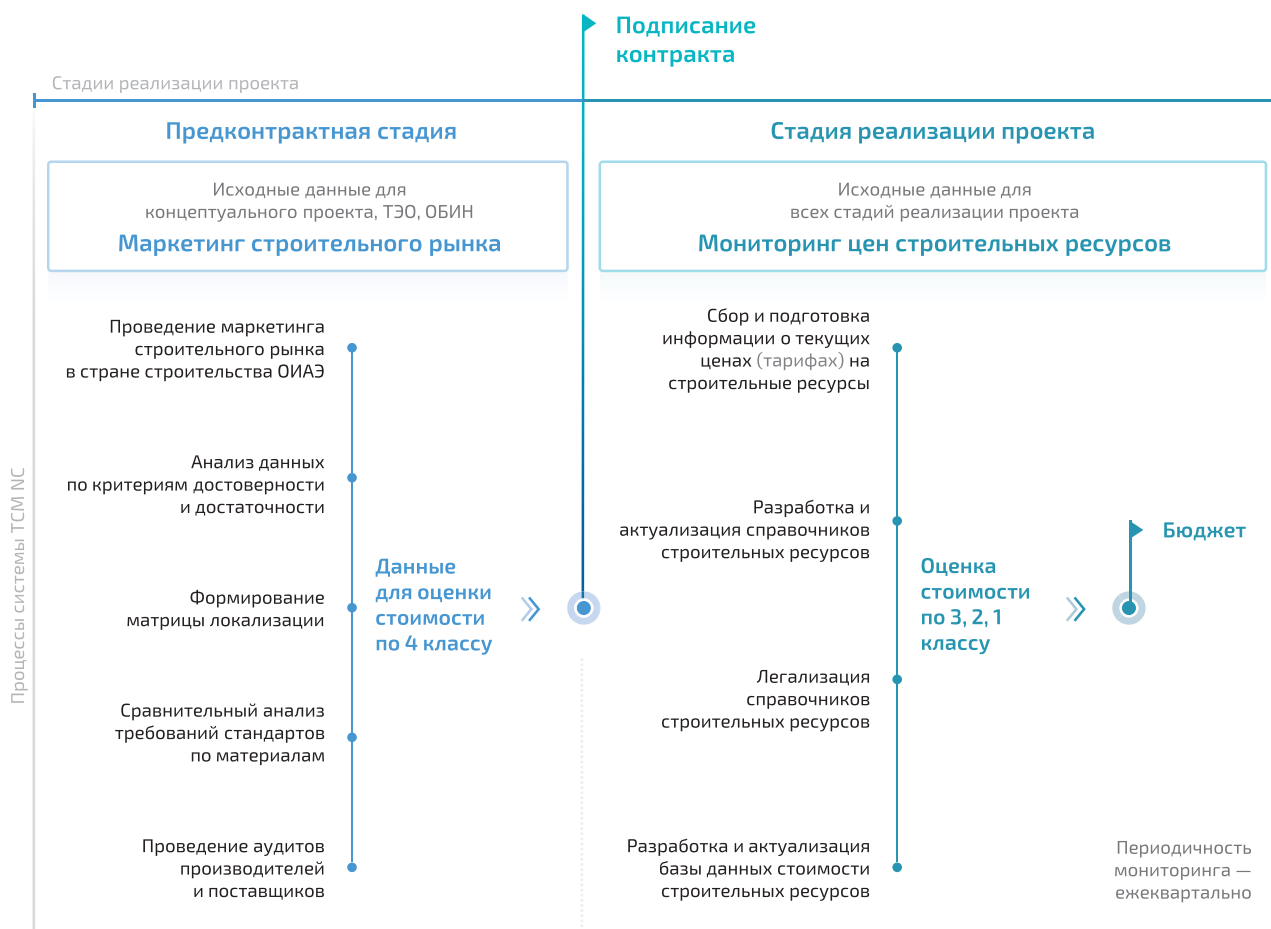 Подписание
контракта
Стадии реализации проекта
Предконтрактная стадия
Исходные данные для
концептуального проекта, ТЭО, ОБИН
Маркетинг строительного рынка
Проведение маркетинга
строительного рынка
в стране строительства ОИАЭ
Анализ данных
по критериям достоверности
и достаточности
Формирование
матрицы локализации
Сравнительный анализ
требований стандартов
по материалам
Проведение аудитов
производителей
и поставщиков
Данные
для оценки
стоимости
по 4 классу
Стадия реализации проекта
Исходные данные для
всех стадий реализации проекта
Мониторинг цен строительных ресурсов
Сбор и подготовка
информации о текущих
ценах (тарифах) на
строительные ресурсы
Разработка и
актуализация справочников
строительных ресурсов
Легализация
справочников
строительных ресурсов
Разработка и актуализация
базы данных стоимости
строительных ресурсов
Оценка
стоимости
по 3, 2, 1
классу
Бюджет
Периодичность
мониторинга —
ежеквартально
Процессы системы TCM NC